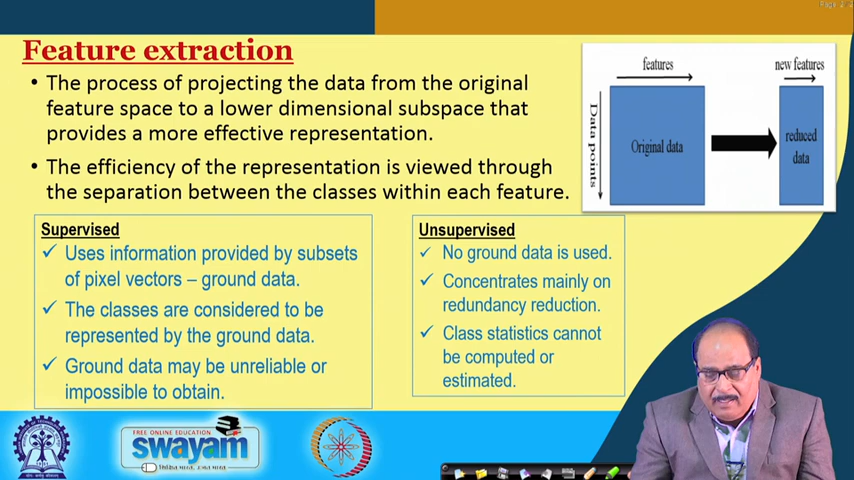 Feature extraction
• The process of projecting the data from the original
feature space to a lower dimensional subspace that
provides a more effective representation.
• The efficiency of the representation is viewed through
the separation between the classes within each feature.
features
new features
Data points
Original data
reduced
data
Supervised
✓ Uses information provided by subsets
of pixel vectors – ground data.
✓ The classes are considered to be
represented by the ground data.
✓ Ground data may be unreliable or
impossible to obtain.
Unsupervised
✓ No ground data is used.
✓ Concentrates mainly on
redundancy reduction.
✓ Class statistics cannot
be computed or
estimated.
FREE ONLINE EDUCATION
swayam